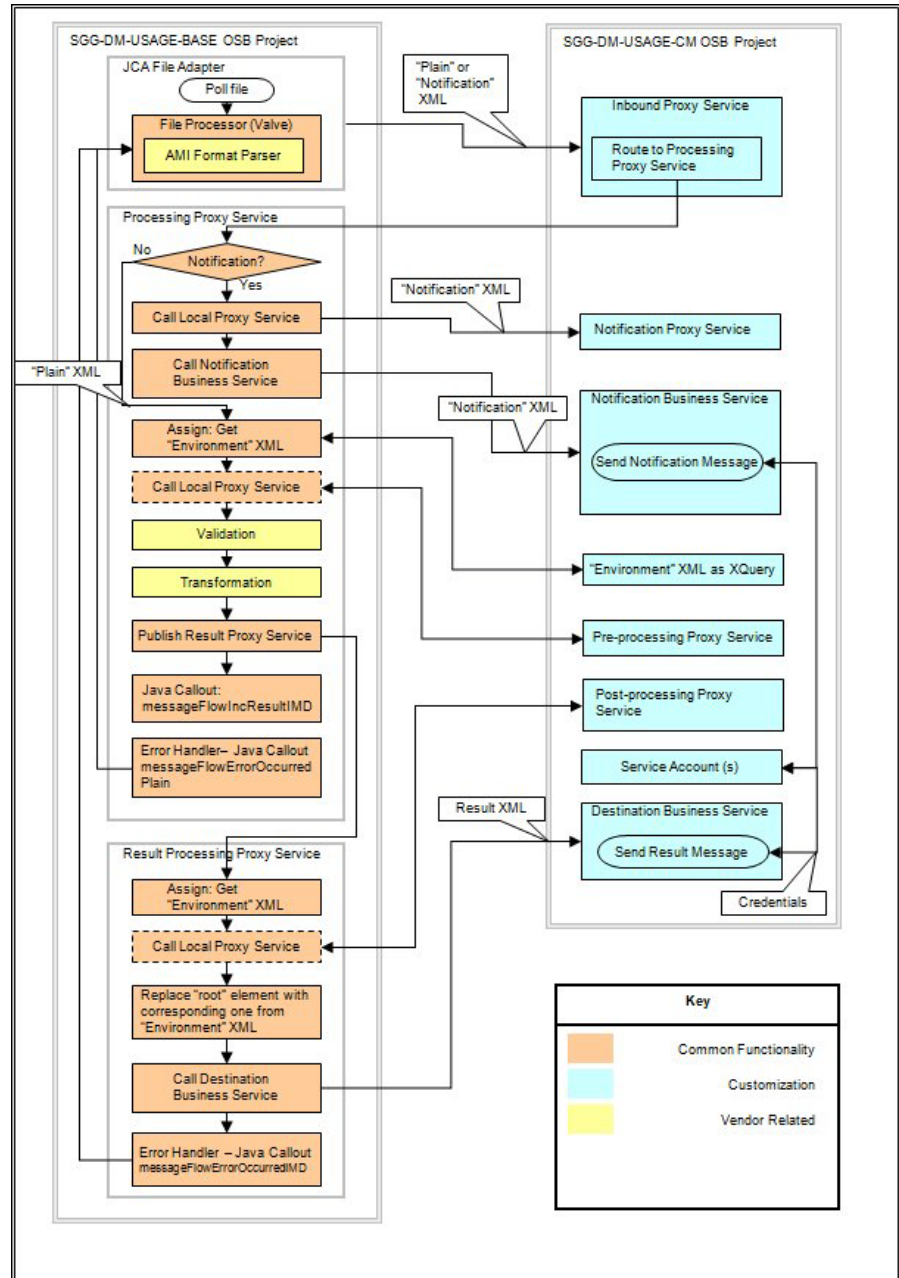 SGG-DM-USAGE-BASE OSB Project
JCA File Adapter
Poll file
File Processor (Valve)
AMI Format Parser
"Plain" or
"Notification"
XML
SGG-DM-USAGE-CM OSB Project
Inbound Proxy Service
Route to Processing
Proxy Service
Processing Proxy Service
No
Notification?
Yes
Call Local Proxy Service
"Notification" XML
Notification Proxy Service
Call Notification
Business Service
"Plain" XML
"Notification" XML
Notification Business Service
Send Notification Message
Assign: Get
"Environment" XML
Call Local Proxy Service
Validation
Transformation
"Environment" XML as XQuery
Publish Result Proxy Service
Pre-processing Proxy Service
Java Callout:
messageFlowIncResultIMD
Post-processing Proxy
Service
Error Handler– Java Callout
messageFlowErrorOccurred
Plain
Service Account (s)
Result XML
Destination Business Service
Send Result Message
Credentials
Result Processing Proxy Service
Assign: Get
"Environment" XML
Call Local Proxy Service
Replace "root" element with
corresponding one from
"Environment" XML
Call Destination
Business Service
Error Handler – Java Callout
messageFlowErrorOccurredIMD
Key
Common Functionality
Customization
Vendor Related